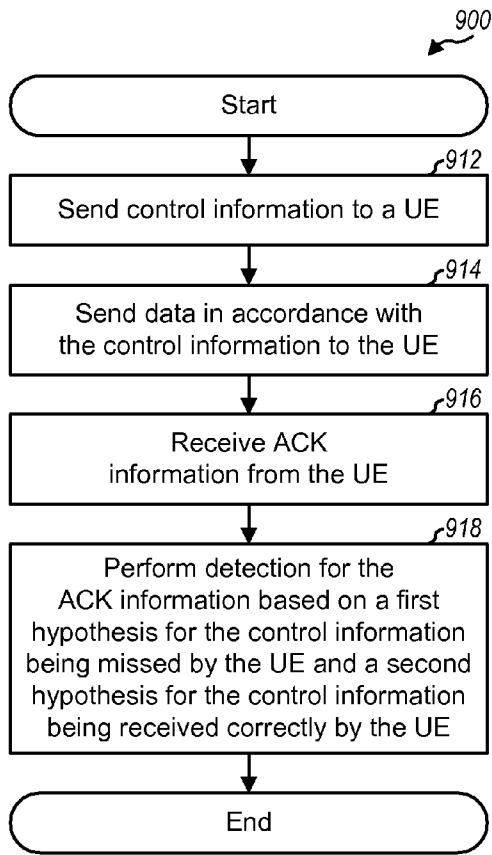 900
Start
912
Send control information to a UE
914
Send data in accordance with
the control information to the UE
916
Receive ACK
information from the UE
918
Perform detection for the
ACK information based on a first
hypothesis for the control information
being missed by the UE and a second
hypothesis for the control information
being received correctly by the UE
End